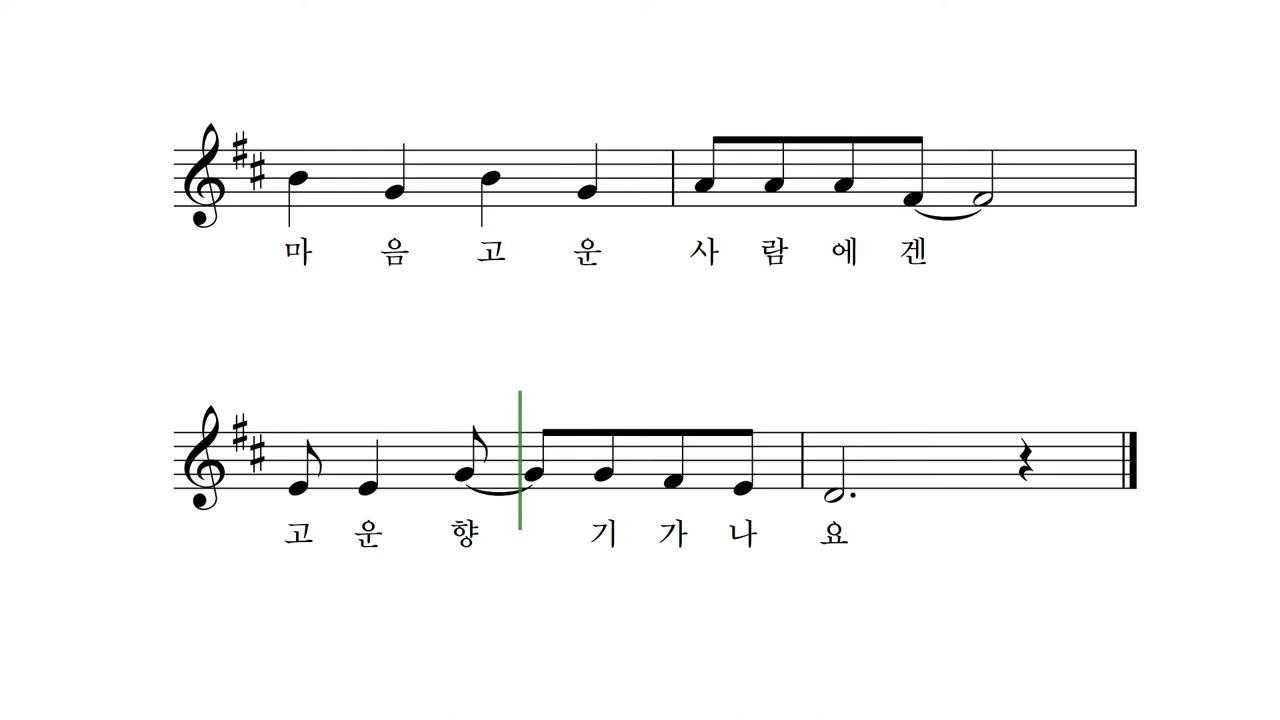 마 음 고 운 사 람 에 겐
고 운 향 기 가 나 요